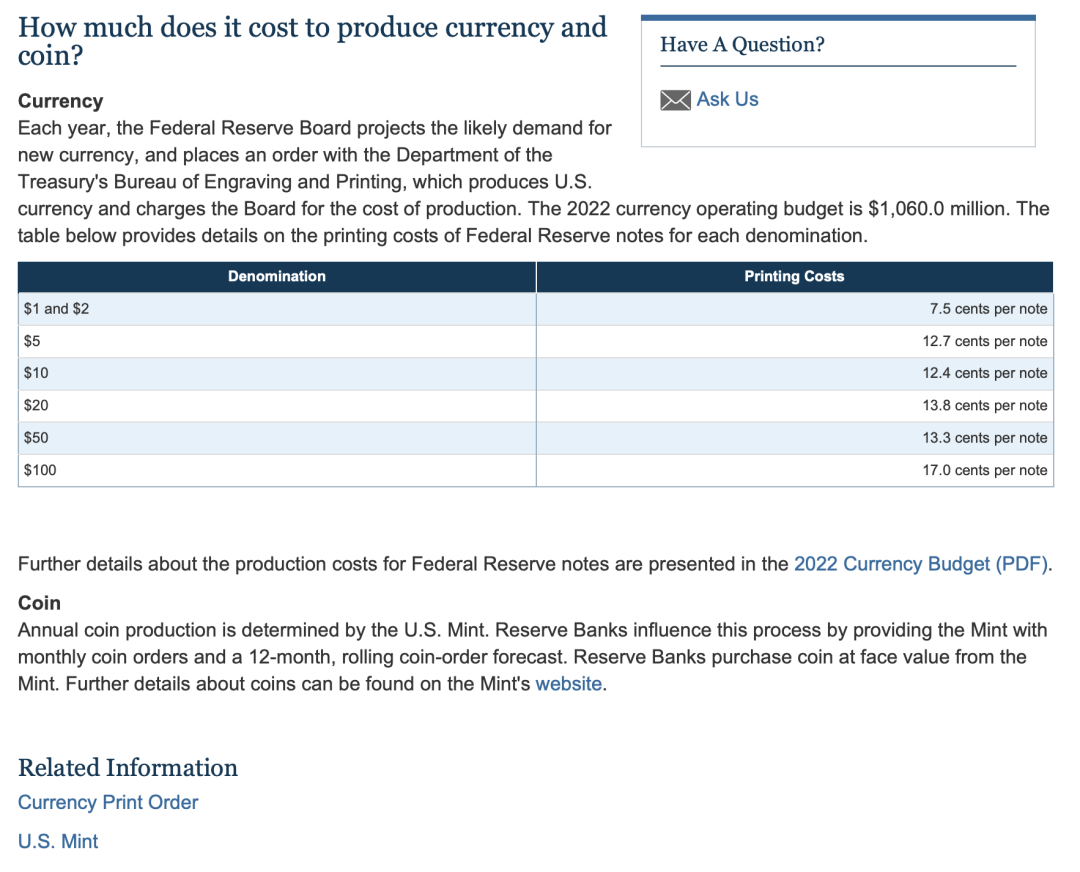 How much does it cost to produce currency and
coin?
Have A Question?
Ask Us
Currency
Each year, the Federal Reserve Board projects the likely demand for
new currency, and places an order with the Department of the
Treasury's Bureau of Engraving and Printing, which produces U.S.
currency and charges the Board for the cost of production. The 2022 currency operating budget is $1,060.0 million. The
table below provides details on the printing costs of Federal Reserve notes for each denomination.
Denomination Printing Costs
$1 and $2 7.5 cents per note
$5 12.7 cents per note
$10 12.4 cents per note
$20 13.8 cents per note
$50 13.3 cents per note
$100 17.0 cents per note
Further details about the production costs for Federal Reserve notes are presented in the 2022 Currency Budget (PDF).
Coin
Annual coin production is determined by the U.S. Mint. Reserve Banks influence this process by providing the Mint with
monthly coin orders and a 12-month, rolling coin-order forecast. Reserve Banks purchase coin at face value from the
Mint. Further details about coins can be found on the Mint's website.
Related Information
Currency Print Order
U.S. Mint